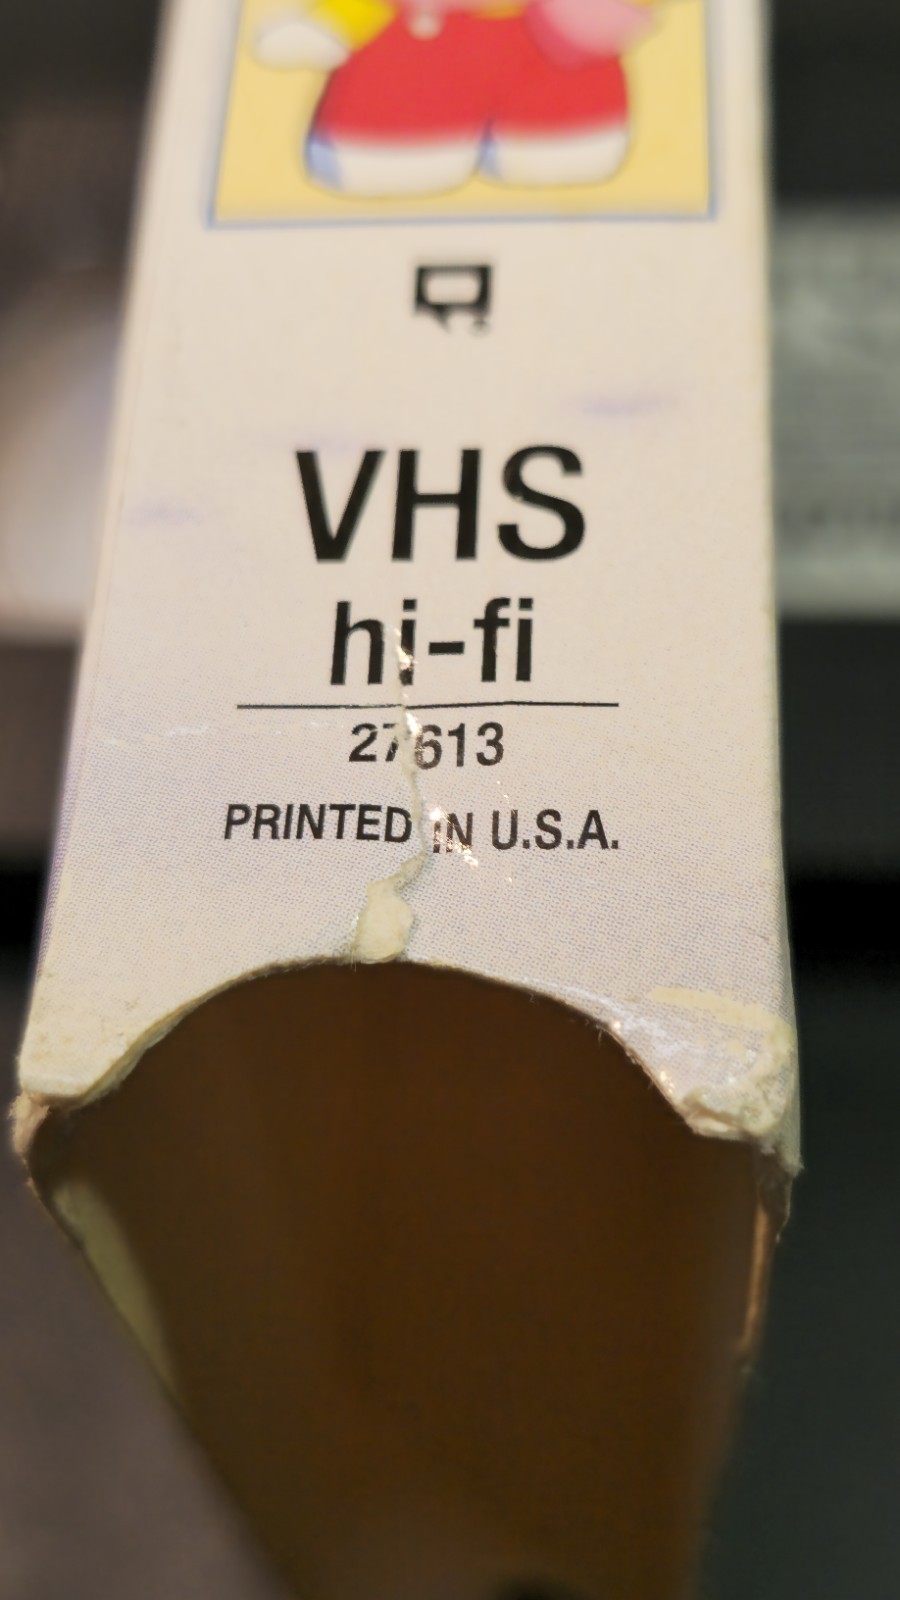 VHS
hi-fi
27613
PRINTED IN U.S.A.